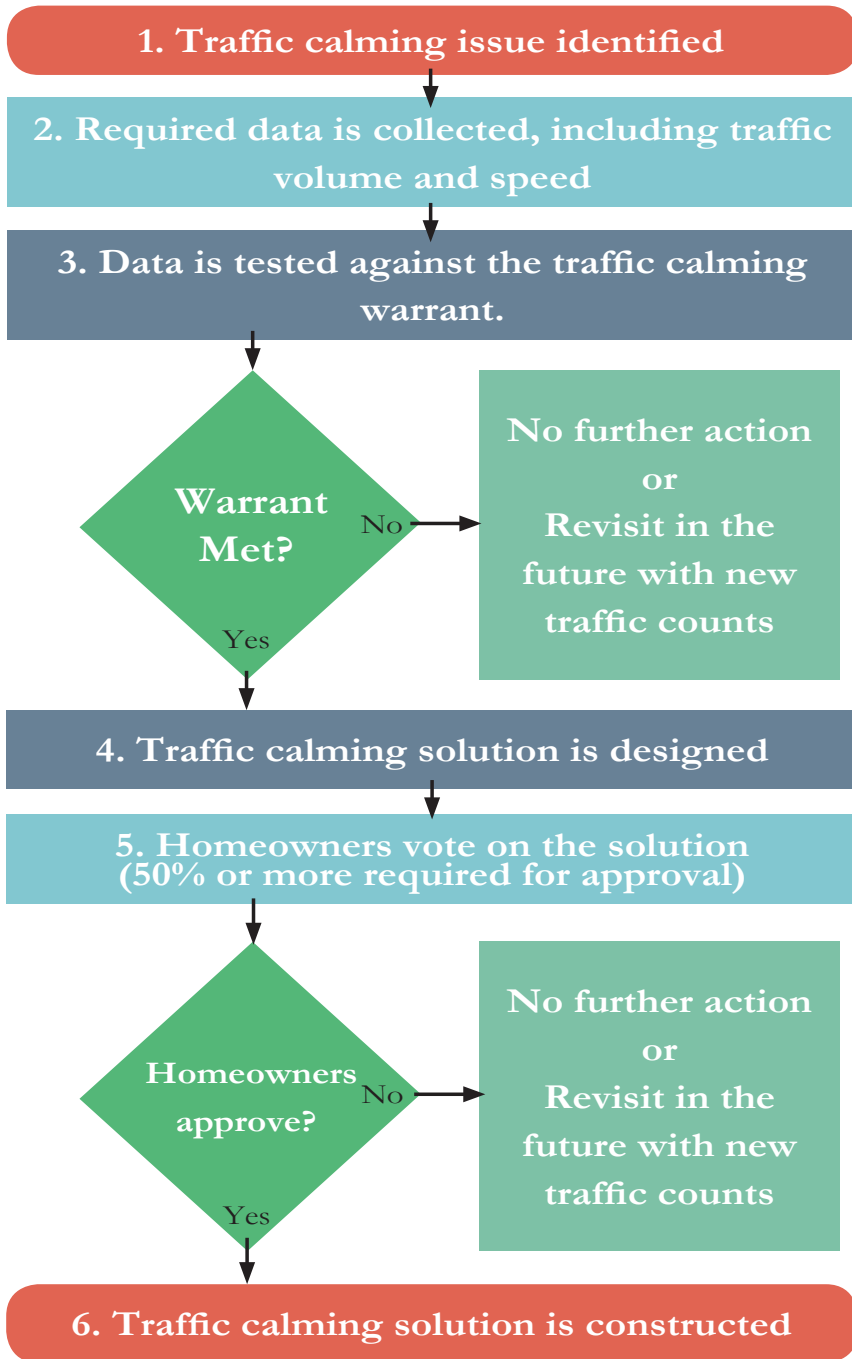 1. Traffic calming issue identified
2. Required data is collected, including traffic
volume and speed
3. Data is tested against the traffic calming
warrant.
Warrant
Met?
No
Yes
No further action
or
Revisit in the
future with new
traffic counts
4. Traffic calming solution is designed
5. Homeowners vote on the solution
(50% or more required for approval)
Homeowners
approve?
No
Yes
No further action
or
Revisit in the
future with new
traffic counts
6. Traffic calming solution is constructed